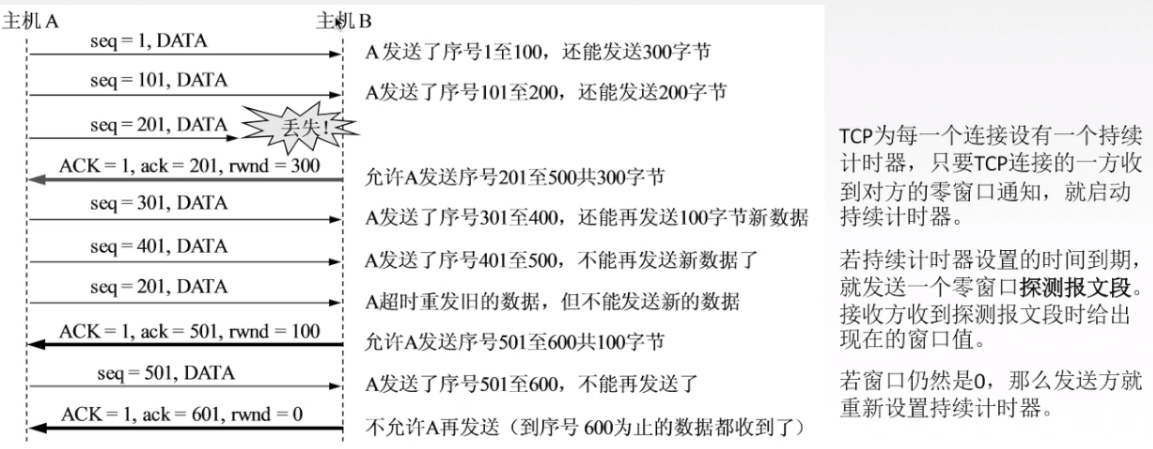 主机A 主机B
seq = 1, DATA A发送了序号1至100，还能发送300字节
seq = 101, DATA A发送了序号101至200，还能发送200字节
seq = 201, DATA 丢失!
ACK = 1, ack = 201, rwnd = 300 允许A发送序号201至500共300字节
seq = 301, DATA A发送了序号301至400，还能再发送100字节新数据
seq = 401, DATA A发送了序号401至500，不能再发送新数据了
seq = 201, DATA A超时重发旧的数据，但不能发送新的数据
ACK = 1, ack = 501, rwnd = 100 允许A发送序号501至600共100字节
seq = 501, DATA A发送了序号501至600，不能再发送了
ACK = 1, ack = 601, rwnd = 0 不允许A再发送（到序号 600为止的数据都收到了）
TCP为每一个连接设有一个持续
计时器，只要TCP连接的一方收
到对方的零窗口通知，就启动
持续计时器。
若持续计时器设置的时间到期，
就发送一个零窗口探测报文段。
接收方收到探测报文段时给出
现在的窗口值。
若窗口仍然是0，那么发送方就
重新设置持续计时器。